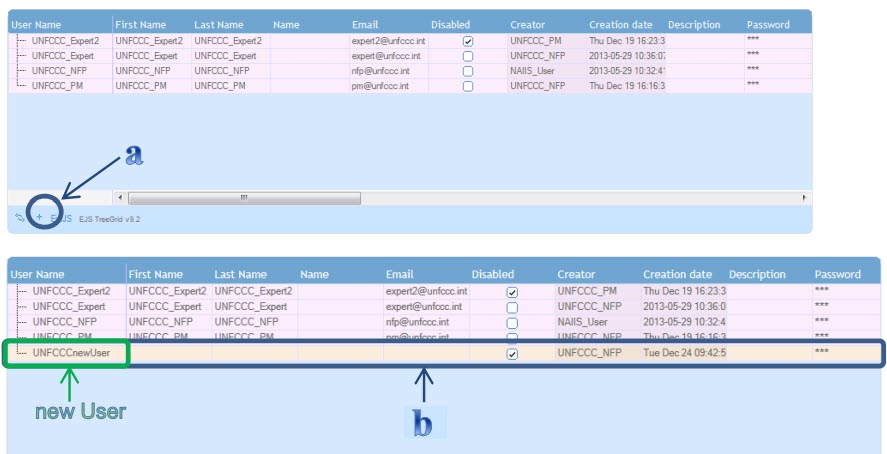 User Name First Name Last Name Name Email Disabled Creator Creation date Description Password
UNFCCC_Expert2 UNFCCC_Expert2 UNFCCC_Expert2 expert2@unfccc.int UNFCCC_PM Thu Dec 19 16:23:3 ***
UNFCCC_Expert UNFCCC_Expert UNFCCC_Expert expert@unfccc.int UNFCCC_NFP 2013-05-29 10:36:07 ***
UNFCCC_NFP UNFCCC_NFP UNFCCC_NFP nfp@unfccc.int NAIIS_User 2013-05-29 10:32:4 ***
UNFCCC_PM UNFCCC_PM UNFCCC_PM pm@unfccc.int UNFCCC_NFP Thu Dec 19 16:16:3 ***
a
+ EJS EJS TreeGrid v9.2
User Name First Name Last Name Name Email Disabled Creator Creation date Description Password
UNFCCC_Expert2 UNFCCC_Expert2 UNFCCC_Expert2 expert2@unfccc.int UNFCCC_PM Thu Dec 19 16:23:3 ***
UNFCCC_Expert UNFCCC_Expert UNFCCC_Expert expert@unfccc.int UNFCCC_NFP 2013-05-29 10:36:0 ***
UNFCCC_NFP UNFCCC_NFP UNFCCC_NFP nfp@unfccc.int NAIIS_User 2013-05-29 10:32:4 ***
UNFCCC_PM UNFCCC_PM UNFCCC_PM pm@unfccc.int UNFCCC_NFP Thu Dec 19 16:16:3 ***
UNFCCCnewUser UNFCCC_NFP Tue Dec 24 09:42:5 ***
new User
b